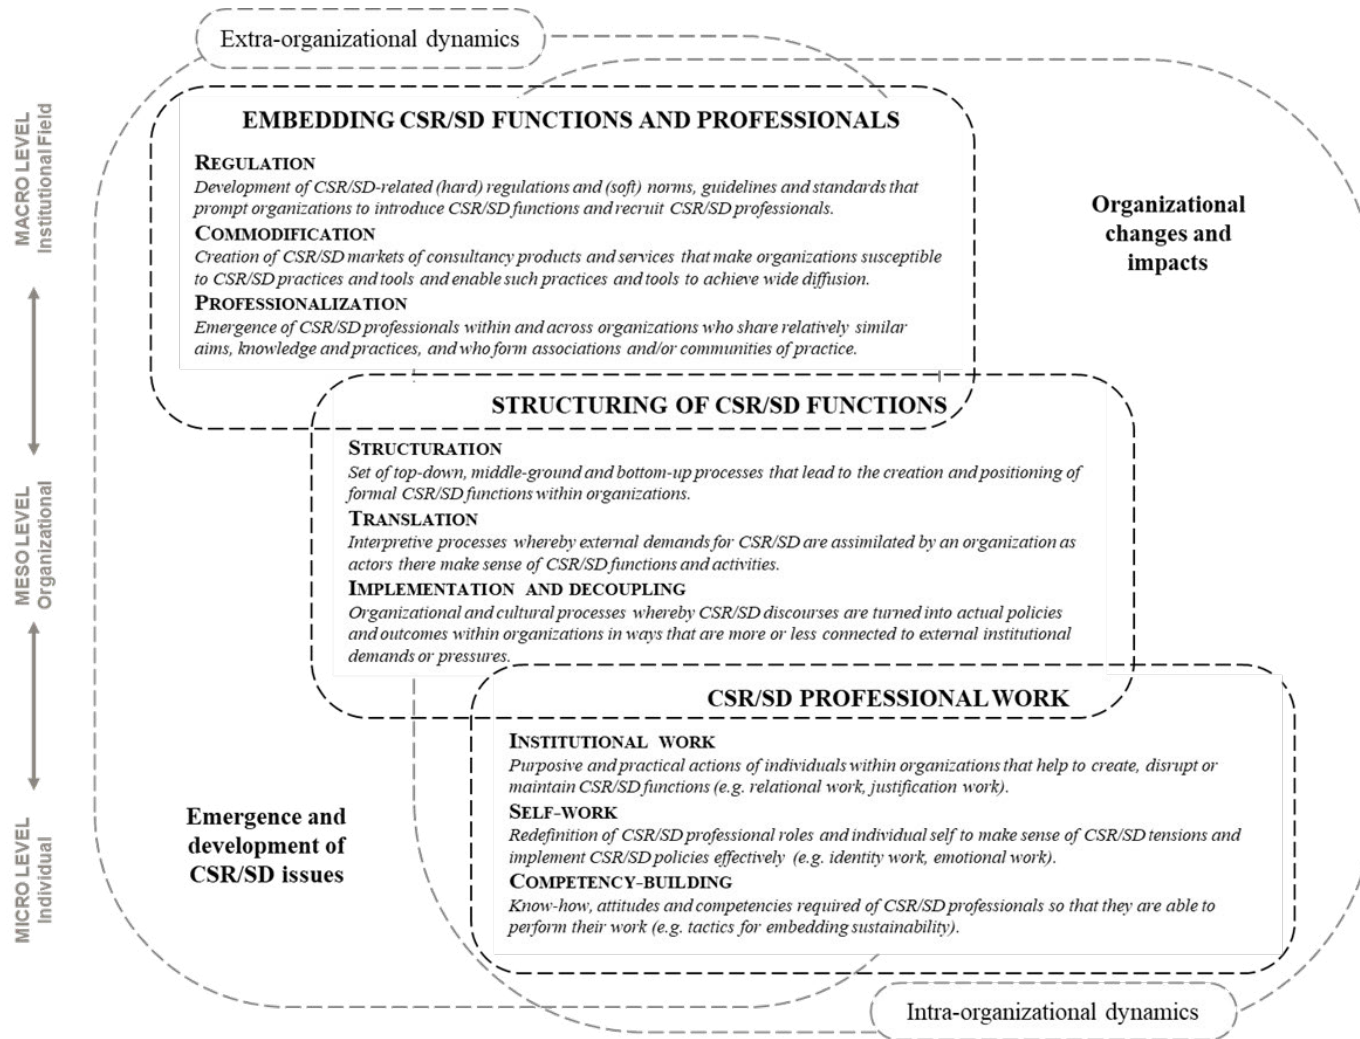 Extra-organizational dynamics
MACRO LEVEL
Institutional Field
EMBEDDING CSR/SD FUNCTIONS AND PROFESSIONALS
REGULATION
Development of CSR/SD-related (hard) regulations and (soft) norms, guidelines and standards that
prompt organizations to introduce CSR/SD functions and recruit CSR/SD professionals.
COMMODIFICATION
Creation of CSR/SD markets of consultancy products and services that make organizations susceptible
to CSR/SD practices and tools and enable such practices and tools to achieve wide diffusion.
PROFESSIONALIZATION
Emergence of CSR/SD professionals within and across organizations who share relatively similar
aims, knowledge and practices, and who form associations and/or communities of practice.
Organizational
changes and
impacts
MESO LEVEL
Organizational
STRUCTURING OF CSR/SD FUNCTIONS
STRUCTURATION
Set of top-down, middle-ground and bottom-up processes that lead to the creation and positioning of
formal CSR/SD functions within organizations.
TRANSLATION
Interpretive processes whereby external demands for CSR/SD are assimilated by an organization as
actors there make sense of CSR/SD functions and activities.
IMPLEMENTATION AND DECOUPLING
Organizational and cultural processes whereby CSR/SD discourses are turned into actual policies
and outcomes within organizations in ways that are more or less connected to external institutional
demands or pressures.
MICRO LEVEL
Individual
Emergence and
development of
CSR/SD issues
CSR/SD PROFESSIONAL WORK
INSTITUTIONAL WORK
Purposive and practical actions of individuals within organizations that help to create, disrupt or
maintain CSR/SD functions (e.g. relational work, justification work).
SELF-WORK
Redefinition of CSR/SD professional roles and individual self to make sense of CSR/SD tensions and
implement CSR/SD policies effectively (e.g. identity work, emotional work).
COMPETENCY-BUILDING
Know-how, attitudes and competencies required of CSR/SD professionals so that they are able to
perform their work (e.g. tactics for embedding sustainability).
Intra-organizational dynamics